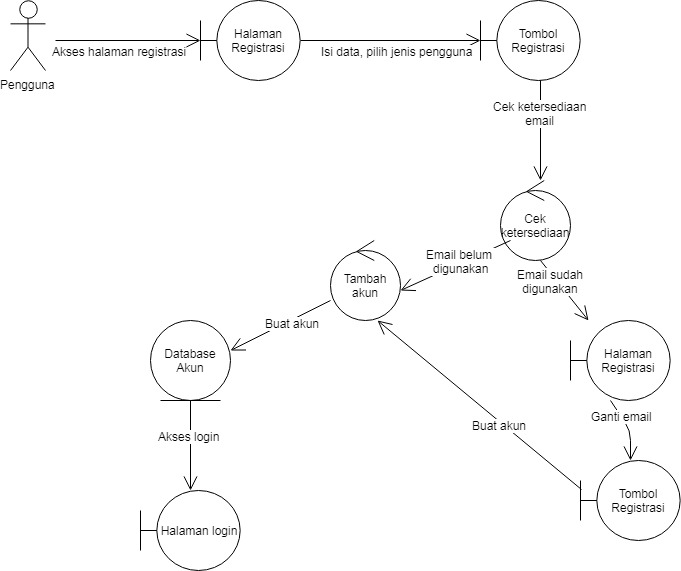 Pengguna
Akses halaman registrasi
Halaman
Registrasi
Isi data, pilih jenis pengguna
Tombol
Registrasi
Cek ketersediaan
email
Cek
ketersediaan
Email belum
digunakan
Email sudah
digunakan
Tambah
akun
Buat akun
Database
Akun
Halaman
Registrasi
Ganti email
Buat akun
Akses login
Tombol
Registrasi
Halaman login